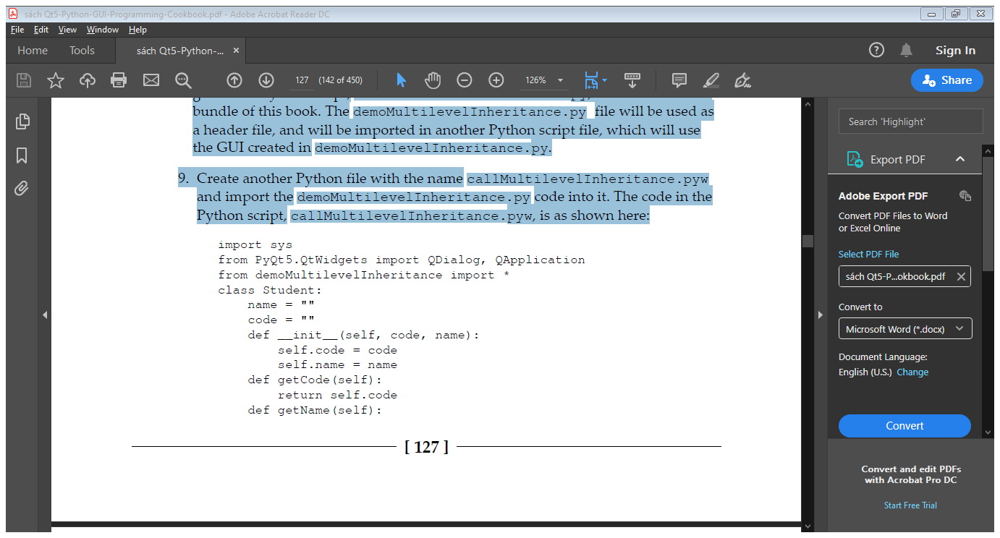 sách Qt5-Python-GUI-Programming-Cookbook.pdf - Adobe Acrobat Reader DC
File Edit View Window Help
Home Tools sách Qt5-Python-... × Sign In
127 (142 of 450) 126% Share
bundle of this book. The demoMultilevelInheritance.py file will be used as
a header file, and will be imported in another Python script file, which will use
the GUI created in demoMultilevelInheritance.py.
9. Create another Python file with the name callMultilevelInheritance.pyw
and import the demoMultilevelInheritance.py code into it. The code in the
Python script, callMultilevelInheritance.pyw, is as shown here:
import sys
from PyQt5.QtWidgets import QDialog, QApplication
from demoMultilevelInheritance import *
class Student:
    name = ""
    code = ""
    def __init__(self, code, name):
        self.code = code
        self.name = name
    def getCode(self):
        return self.code
    def getName(self):
[ 127 ]
Search 'Highlight'
Export PDF
Adobe Export PDF
Convert PDF Files to Word
or Excel Online
Select PDF File
sách Qt5-P...okbook.pdf
Convert to
Microsoft Word (*.docx)
Document Language:
English (U.S.) Change
Convert
Convert and edit PDFs
with Acrobat Pro DC
Start Free Trial